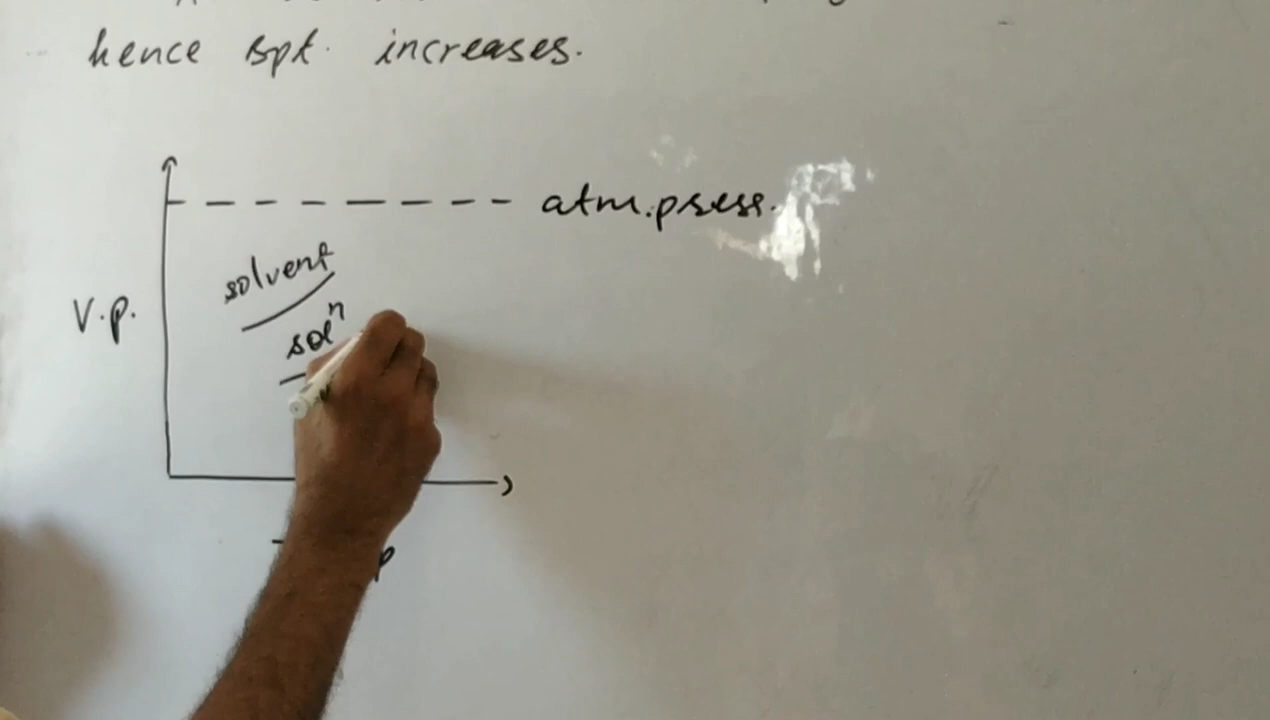 hence Bpt. increases.
atm.press.
solvent
V.p.
solⁿ